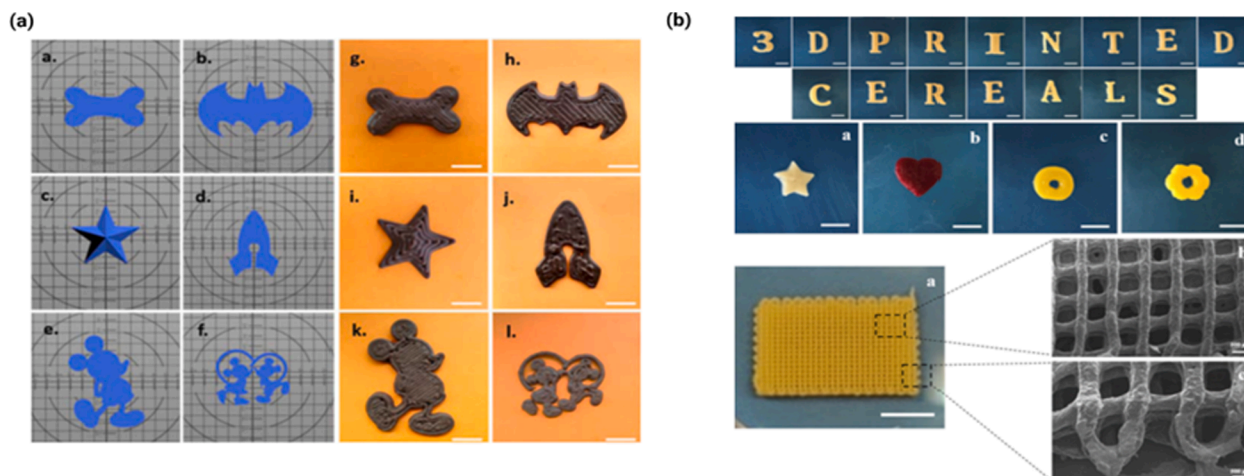 (a)
(b)
a.
b.
g.
h.
c.
d.
i.
j.
e.
f.
k.
l.
3 D P R I N T E D
C E R E A L S
a
b
c
d
a
b
c